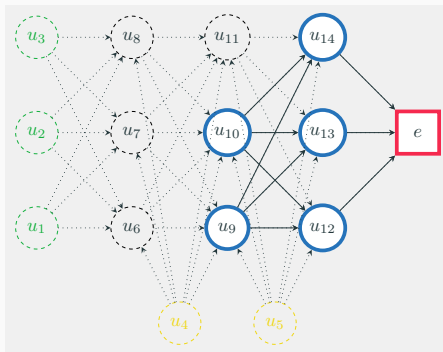 u₃ u₈ u₁₁ u₁₄
u₂ u₇ u₁₀ u₁₃ e
u₁ u₆ u₉ u₁₂
u₄ u₅